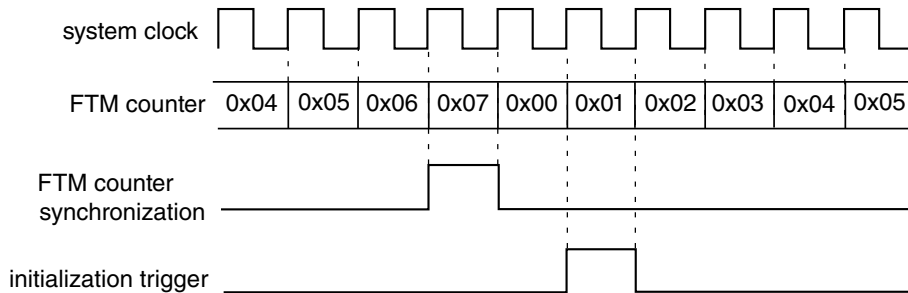 system clock
FTM counter 0x04 0x05 0x06 0x07 0x00 0x01 0x02 0x03 0x04 0x05
FTM counter
synchronization
initialization trigger